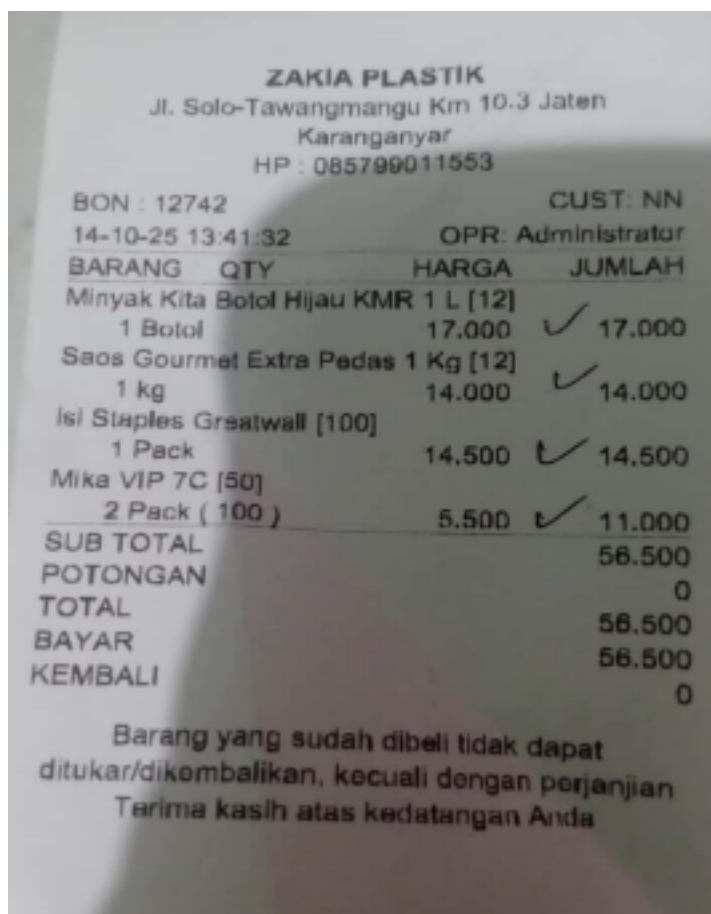 ZAKIA PLASTIK
Jl. Solo-Tawangmangu Km 10.3 Jaten
Karanganyar
HP : 085799011553
BON : 12742 CUST: NN
14-10-25 13:41:32 OPR: Administrator
BARANG QTY HARGA JUMLAH
Minyak Kita Botol Hijau KMR 1 L [12]
1 Botol 17.000 17.000
Saos Gourmet Extra Pedas 1 Kg [12]
1 kg 14.000 14.000
Isi Staples Greatwall [100]
1 Pack 14.500 14.500
Mika VIP 7C [50]
2 Pack ( 100 ) 5.500 11.000
SUB TOTAL 56.500
POTONGAN 0
TOTAL 56.500
BAYAR 56.500
KEMBALI 0
Barang yang sudah dibeli tidak dapat
ditukar/dikembalikan, kecuali dengan perjanjian
Terima kasih atas kedatangan Anda